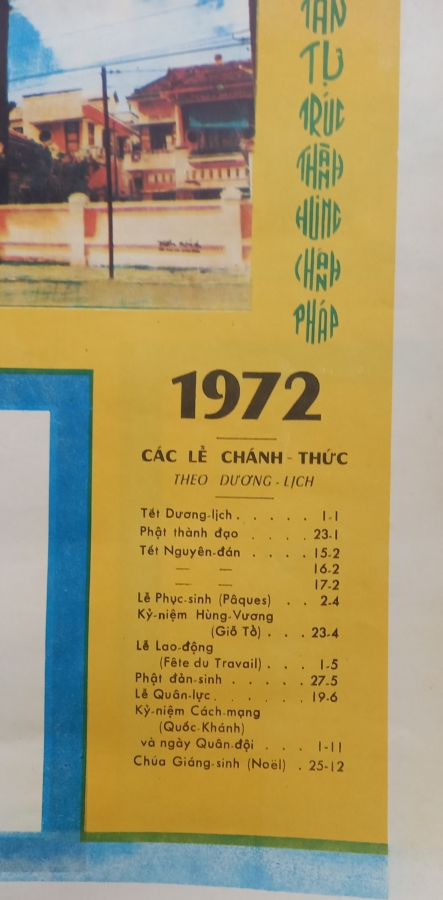 TÂN
TỰ
TRÚC
THÀNH
HÙNG
CHÁNH
PHÁP
1972
CÁC LỄ CHÁNH-THỨC
THEO DƯƠNG-LỊCH
Tết Dương-lịch . . . . . 1-1
Phật thành đạo . . . . 23-1
Tết Nguyên-đán . . . . 15-2
— — 16-2
— — 17-2
Lễ Phục-sinh (Pâques) . . 2-4
Kỷ-niệm Hùng-Vương
(Giỗ Tổ) . . . 23-4
Lễ Lao-động
(Fête du Travail) . . . 1-5
Phật đản-sinh . . . . . 27-5
Lễ Quân-lực . . . . . . 19-6
Kỷ-niệm Cách-mạng
(Quốc-Khánh)
và ngày Quân-đội . . . 1-11
Chúa Giáng-sinh (Noël) . 25-12